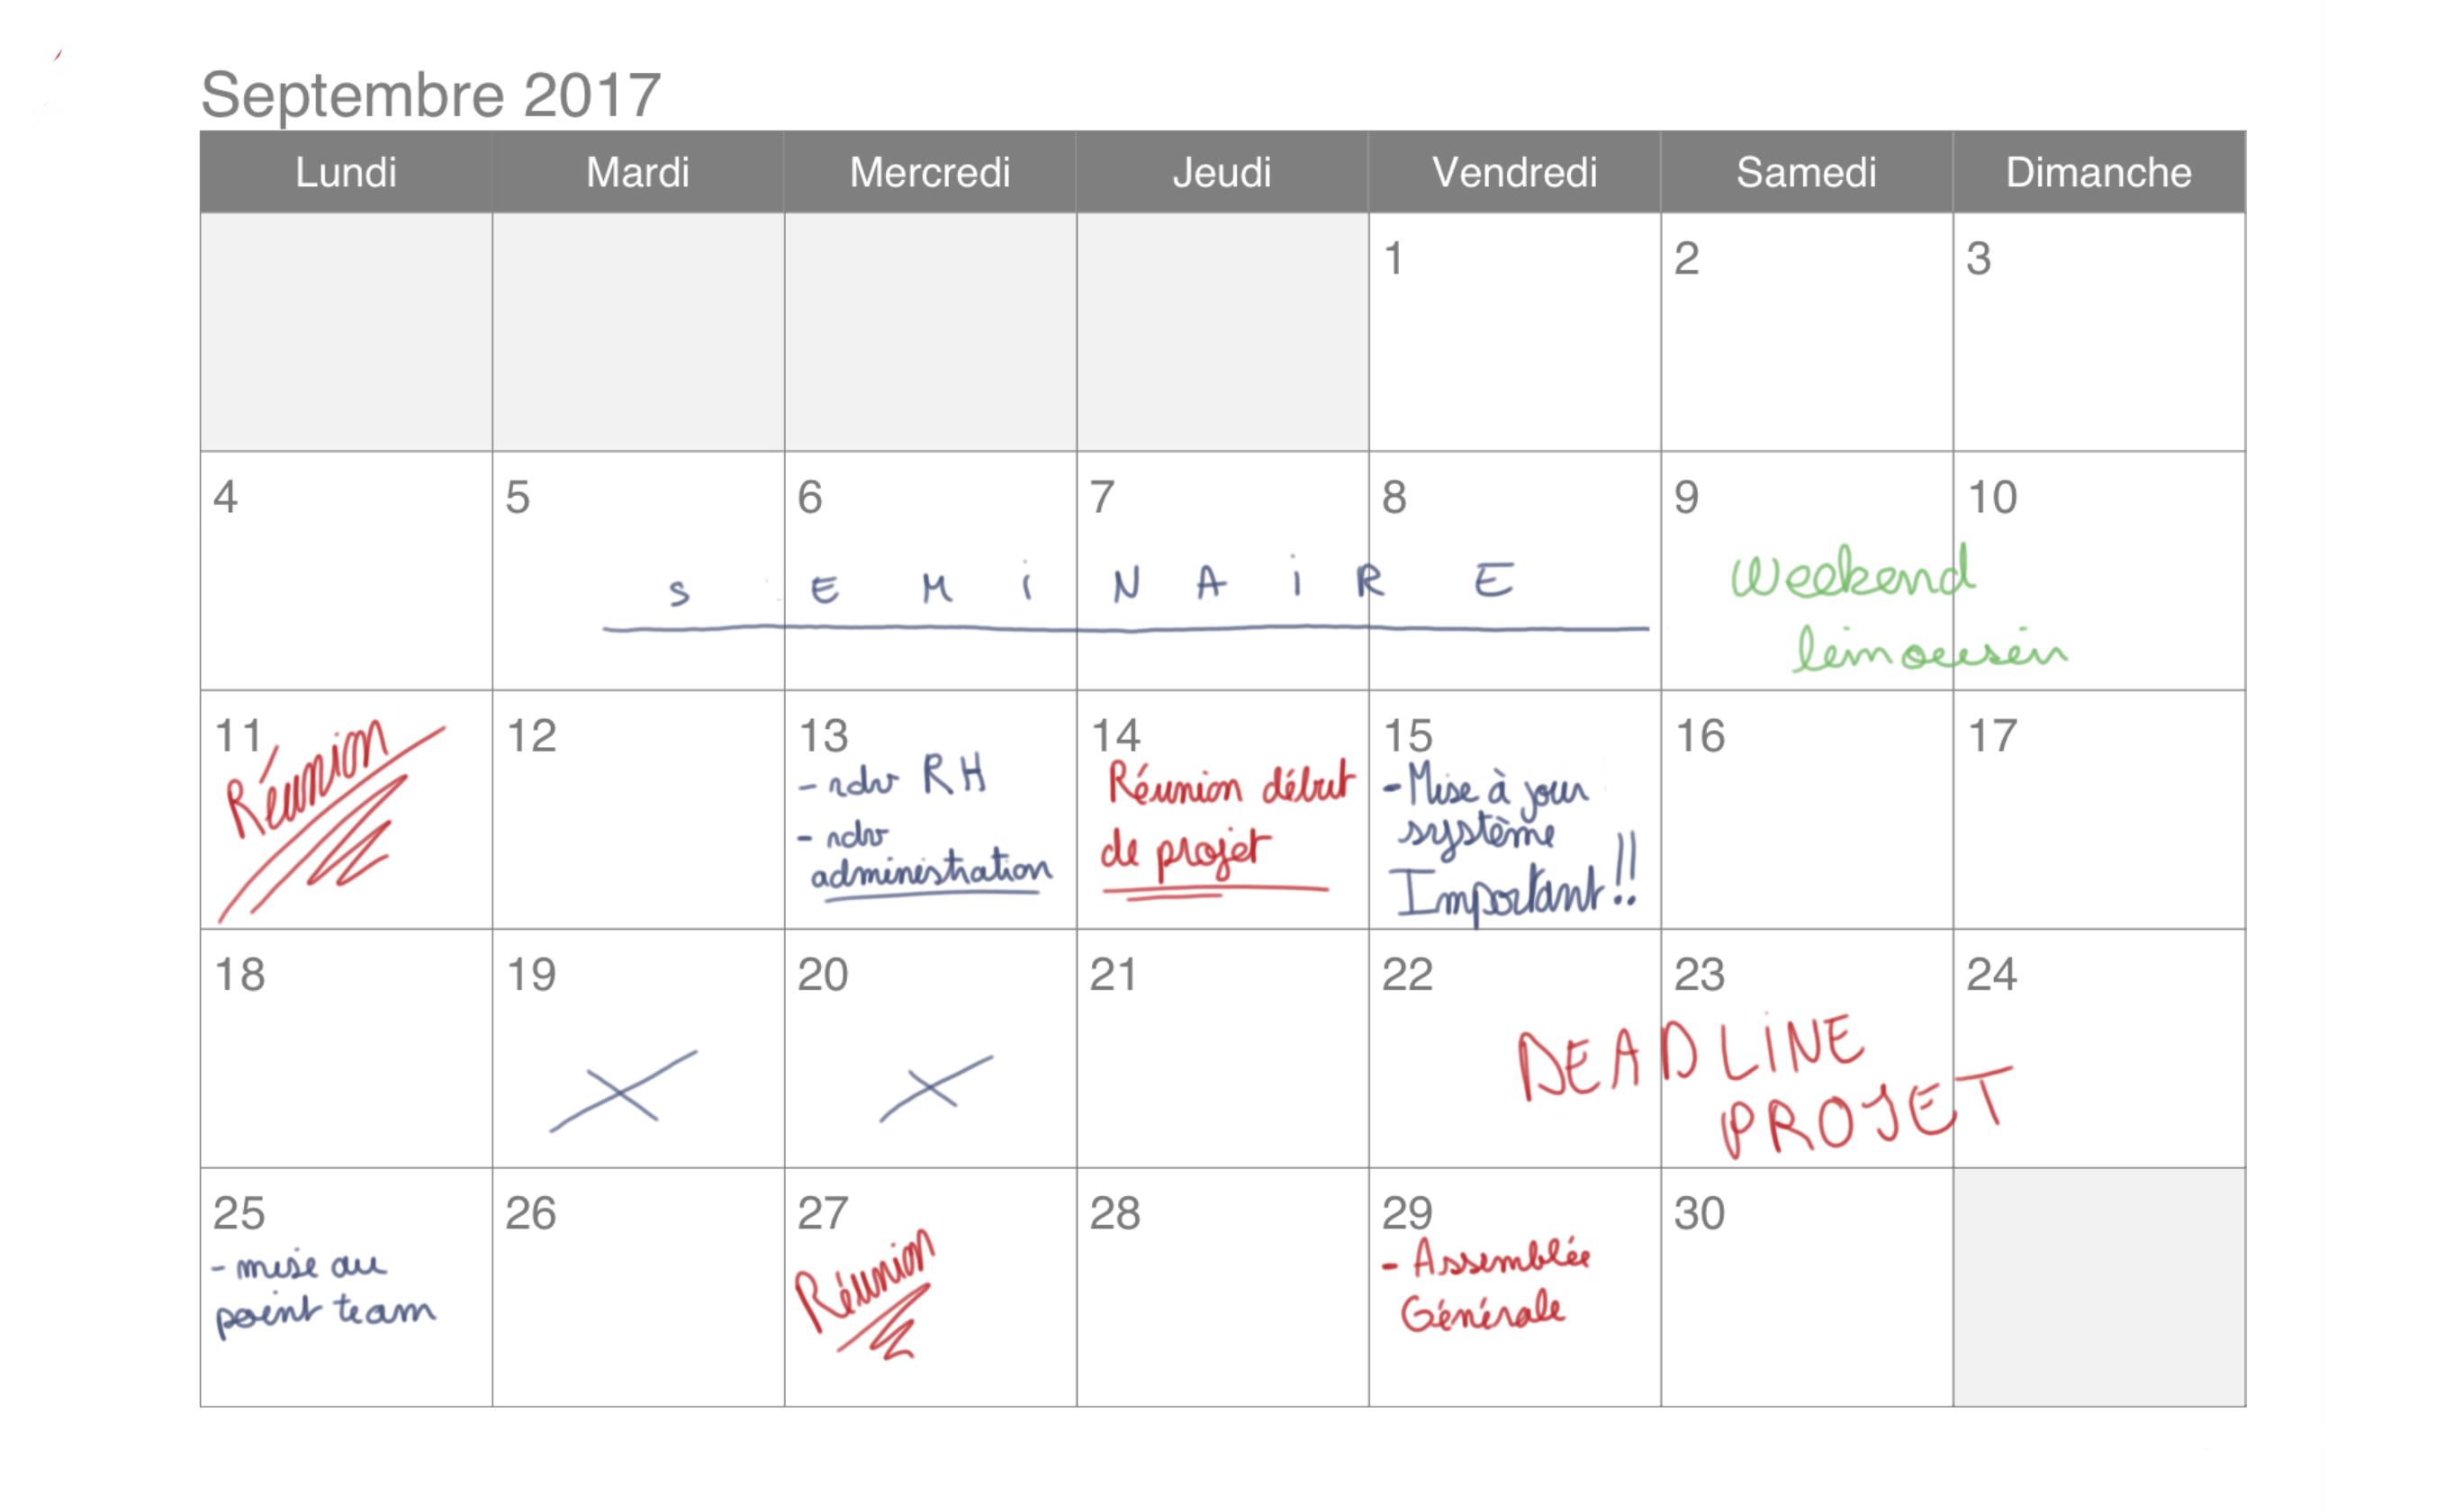 Septembre 2017
Lundi Mardi Mercredi Jeudi Vendredi Samedi Dimanche
1 2 3
4 5 6 7 8 9 10
SEMiNAiRE
Weekend
limousin
11 12 13 14 15 16 17
Réunion
- rdv RH
- rdv
administration
Réunion début
de projet
- Mise à jour
système
Important!!
18 19 20 21 22 23 24
DEADLiNE
PROJET
25 26 27 28 29 30
- mise au
point team
Réunion
- Assemblée
Générale